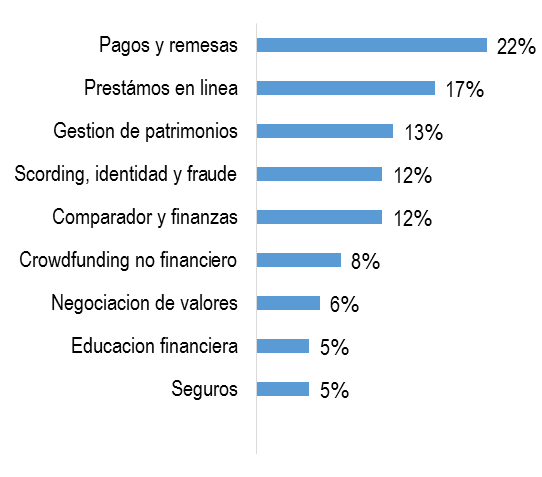 Pagos y remesas 22%
Prestámos en linea 17%
Gestion de patrimonios 13%
Scording, identidad y fraude 12%
Comparador y finanzas 12%
Crowdfunding no financiero 8%
Negociacion de valores 6%
Educacion financiera 5%
Seguros 5%